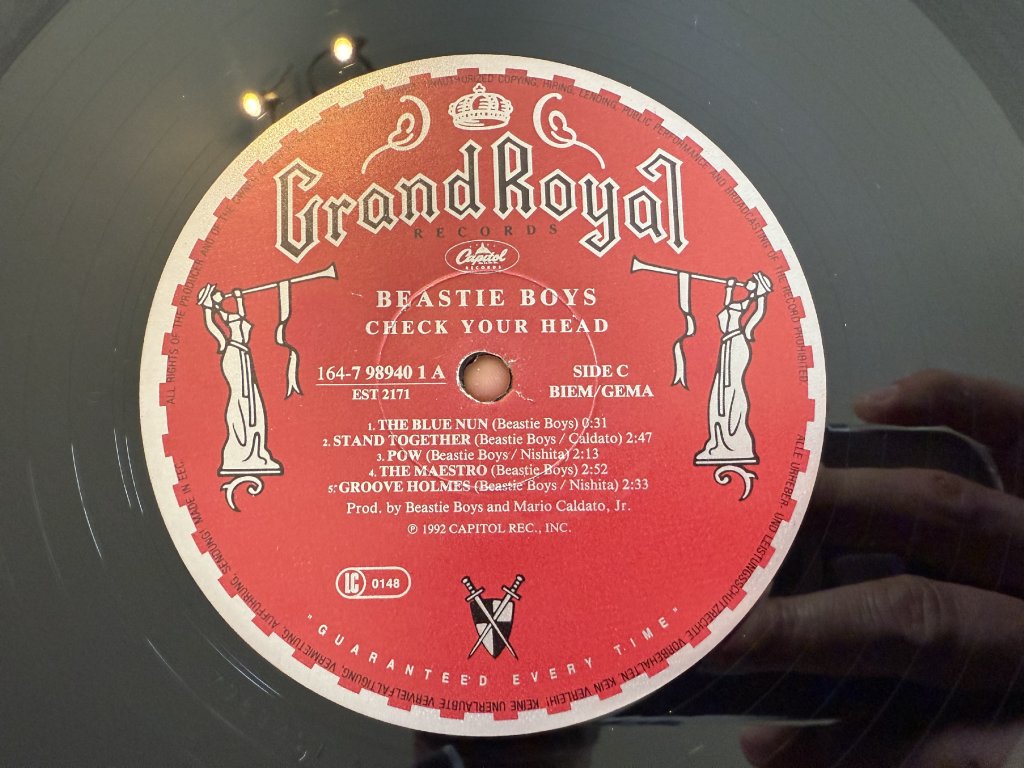 Grand Royal
RECORDS
Capitol
RECORDS
BEASTIE BOYS
CHECK YOUR HEAD
164-7 98940 1 A
EST 2171
SIDE C
BIEM/GEMA
1. THE BLUE NUN (Beastie Boys) 0:31
2. STAND TOGETHER (Beastie Boys / Caldato) 2:47
3. POW (Beastie Boys / Nishita) 2:13
4. THE MAESTRO (Beastie Boys) 2:52
5. GROOVE HOLMES (Beastie Boys / Nishita) 2:33
Prod. by Beastie Boys and Mario Caldato, Jr.
℗ 1992 CAPITOL REC., INC.
LC 0148
"GUARANTEED EVERY TIME"
ALL RIGHTS OF THE PRODUCER AND OF THE OWNER UNAUTHORIZED COPYING, HIRING, LENDING, PUBLIC PERFORMANCE AND BROADCASTING OF THE RECORD PROHIBITED.
ALLE URHEBER- UND LEISTUNGSSCHUTZRECHTE VORBEHALTEN. KEIN VERLEIH! KEINE UNERLAUBTE VERVIELFÄLTIGUNG, VERMIETUNG, AUFFÜHRUNG, SENDUNG! MADE IN EEC.